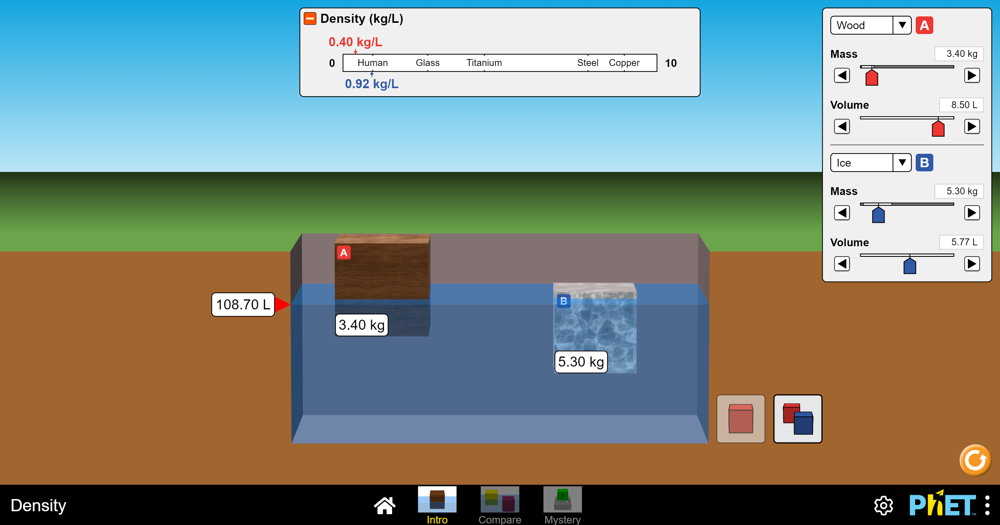 Density (kg/L)
0.40 kg/L
0 Human Glass Titanium Steel Copper 10
0.92 kg/L
Wood A
Mass 3.40 kg
Volume 8.50 L
Ice B
Mass 5.30 kg
Volume 5.77 L
A
108.70 L
B
3.40 kg
5.30 kg
?
Density
Intro
Compare
Mystery
PhET™